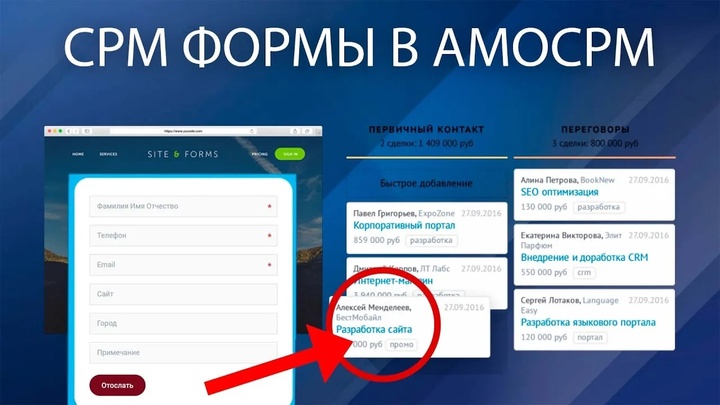 СРМ ФОРМЫ В АМОСРМ
https://www.yoursite.com
HOME
SERVICES
SITE & FORMS
PRICING
SIGN IN
Фамилия Имя Отчество *
Телефон *
Email *
Сайт
Город
Примечание
Отослать
ПЕРВИЧНЫЙ КОНТАКТ
2 сделки: 1 409 000 руб
Быстрое добавление
Павел Григорьев, ExpoZone 27.09.2016
Корпоративный портал
859 000 руб разработка
Дмитрий Карпов, ЛТ Лабс 27.09.2016
Интернет-магазин
000 руб разработка
Алексей Менделеев, 27.09.2016
БестМобайл
Разработка сайта
000 руб промо
ПЕРЕГОВОРЫ
3 сделки: 800 000 руб
Алина Петрова, BookNew 27.09.2016
SEO оптимизация
130 000 руб разработка
Екатерина Викторова, Элит 27.09.2016
Парфюм
Внедрение и доработка CRM
550 000 руб crm
Сергей Лотаков, Language 27.09.2016
Easy
Разработка языкового портала
120 000 руб портал